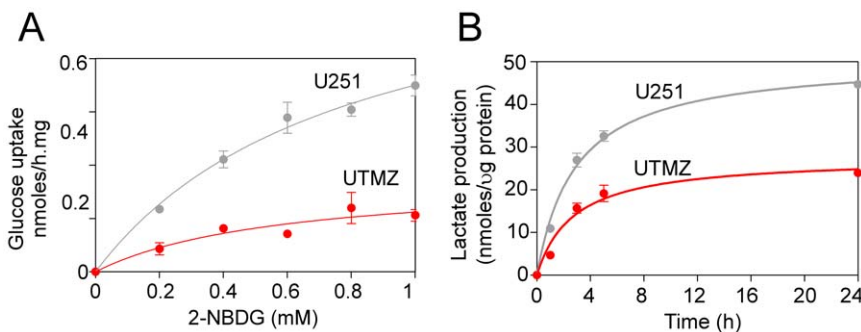 A
Glucose uptake
nmoles/h.mg
0.6
0.4
0.2
0
U251
UTMZ
0 0.2 0.4 0.6 0.8 1
2-NBDG (mM)
B
Lactate production
(nmoles/υg protein)
50
40
30
20
10
0
U251
UTMZ
0 4 8 12 16 20 24
Time (h)